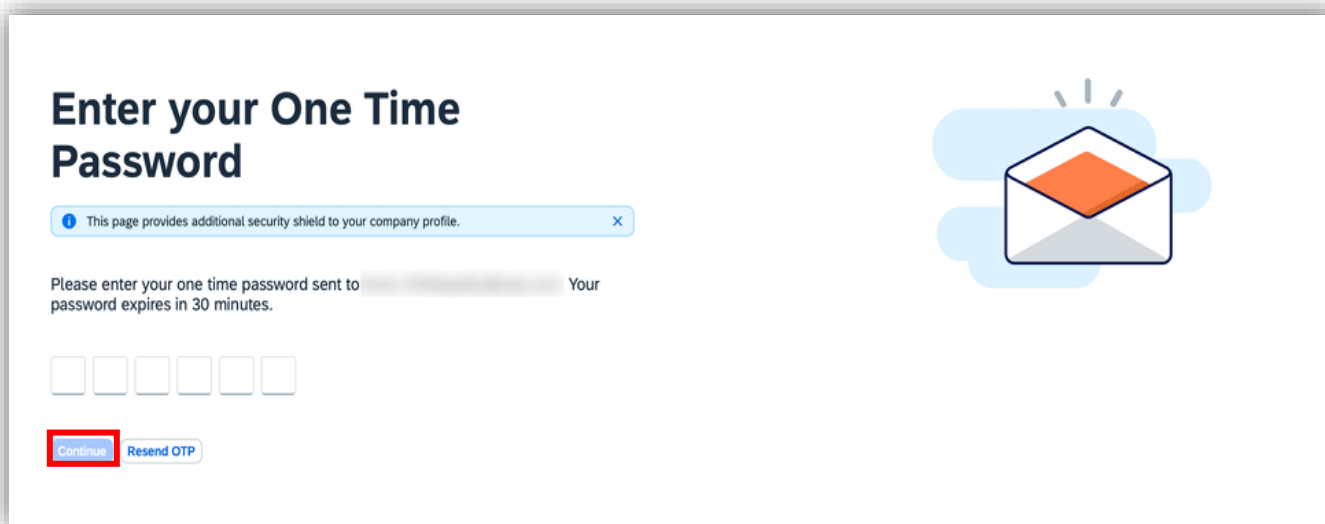 Enter your One Time
Password
This page provides additional security shield to your company profile.
Please enter your one time password sent to Your
password expires in 30 minutes.
Continue Resend OTP